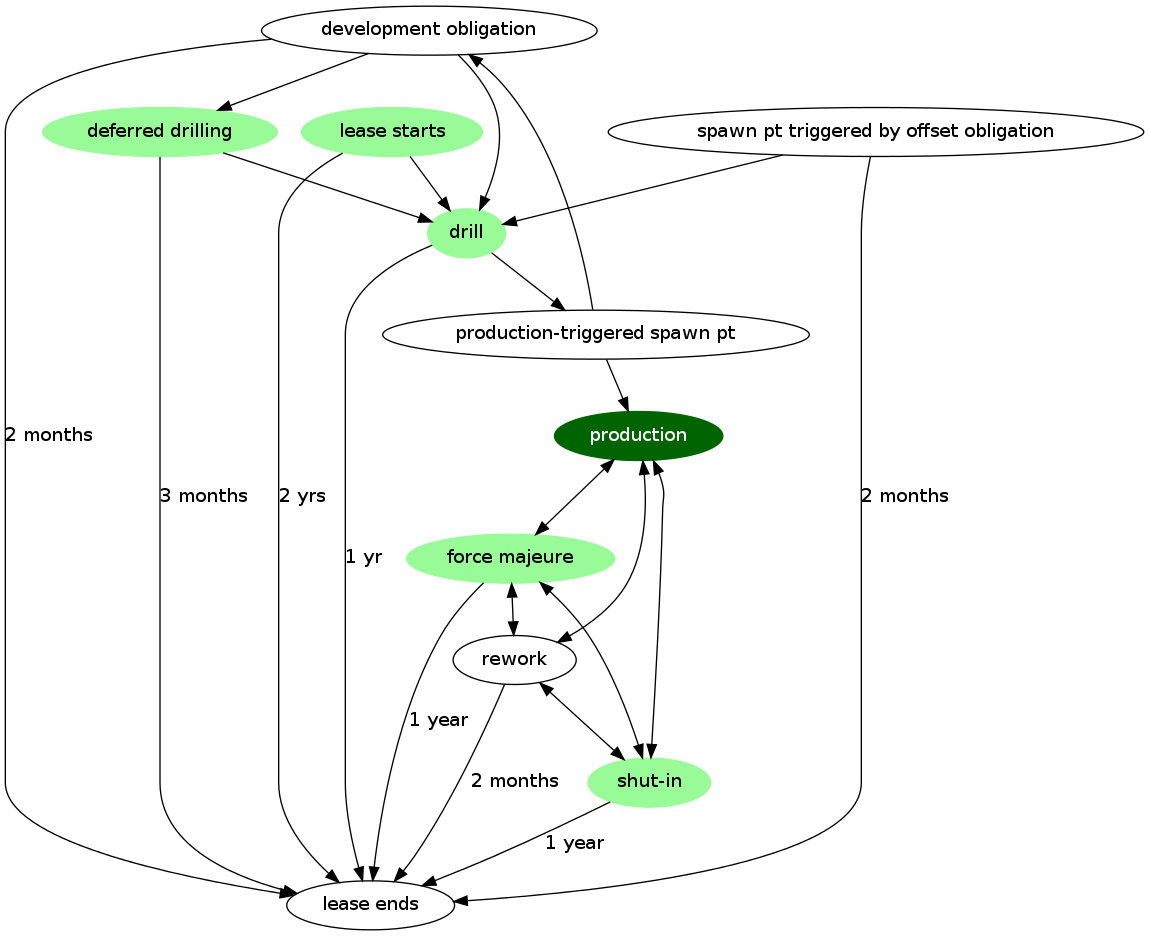 development obligation
deferred drilling
lease starts
spawn pt triggered by offset obligation
drill
production-triggered spawn pt
production
2 months
3 months
2 yrs
2 months
force majeure
1 yr
rework
1 year
2 months
shut-in
1 year
lease ends